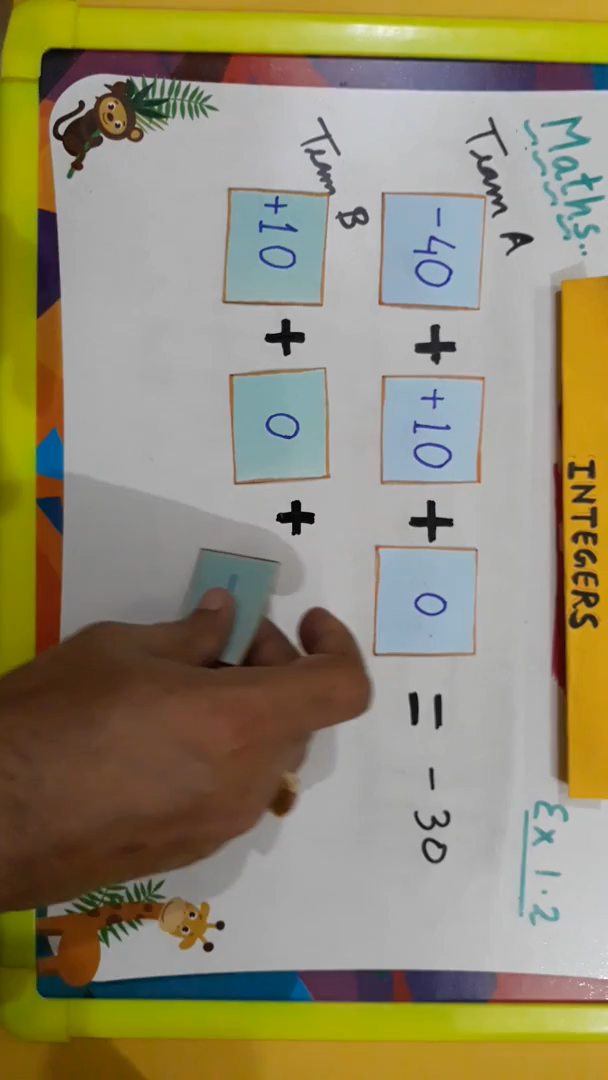 INTEGERS
Maths..
Ex 1.2
Team A
-40 + +10 + 0 = -30
Team B
+10 + 0 + -